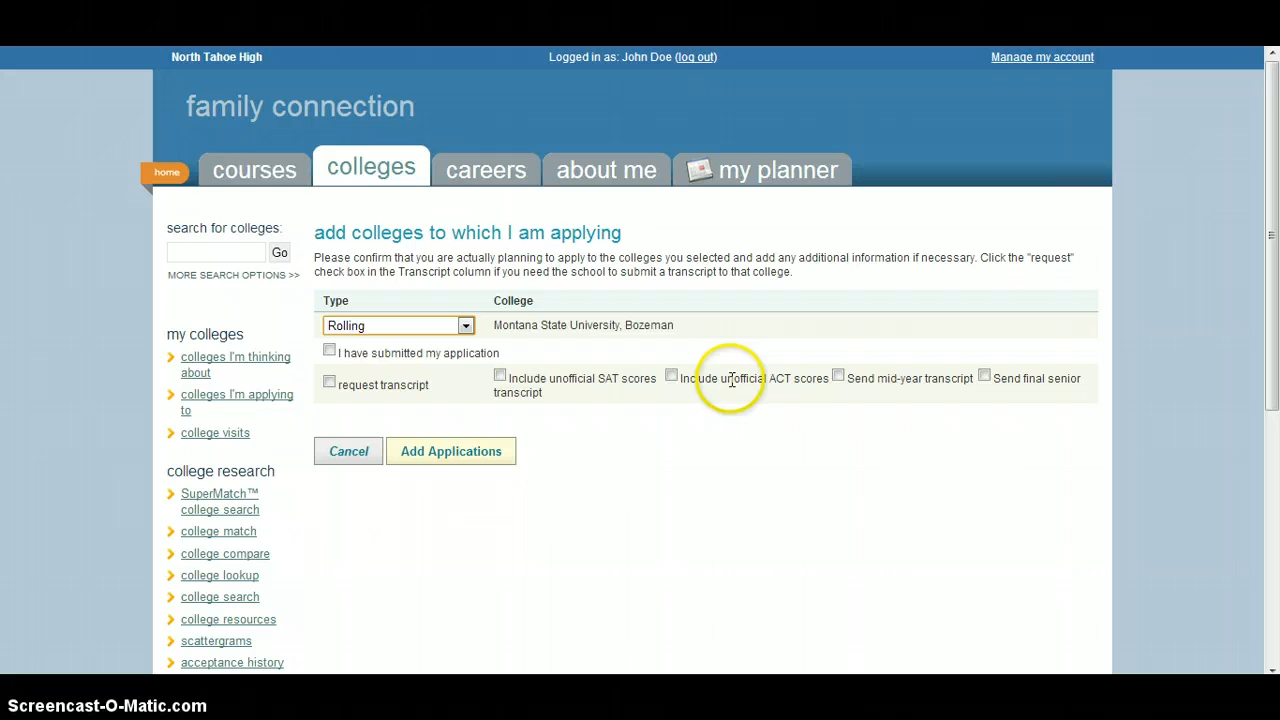 North Tahoe High
Logged in as: John Doe (log out)
Manage my account
family connection
home
courses
colleges
careers
about me
my planner
search for colleges:
Go
MORE SEARCH OPTIONS >>
my colleges
colleges I'm thinking
about
colleges I'm applying
to
college visits
college research
SuperMatch™
college search
college match
college compare
college lookup
college search
college resources
scattergrams
acceptance history
add colleges to which I am applying
Please confirm that you are actually planning to apply to the colleges you selected and add any additional information if necessary. Click the "request"
check box in the Transcript column if you need the school to submit a transcript to that college.
Type College
Rolling Montana State University, Bozeman
I have submitted my application
request transcript Include unofficial SAT scores Include unofficial ACT scores Send mid-year transcript Send final senior
transcript
Cancel Add Applications
Screencast-O-Matic.com